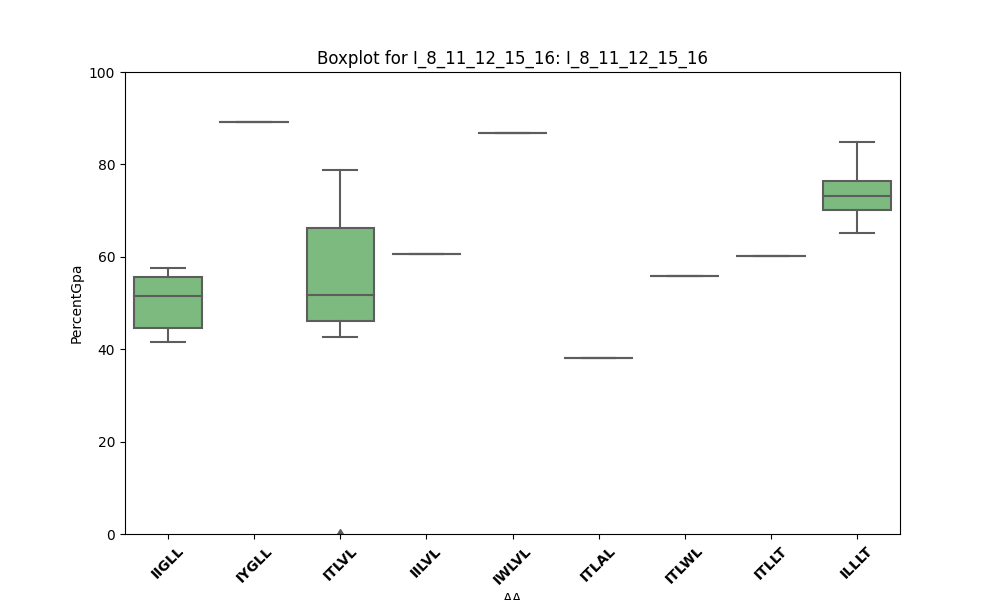 Boxplot for I_8_11_12_15_16: I_8_11_12_15_16
100
80
60
40
20
0
PercentGpa
IIGLL
IYGLL
ITLVL
IILVL
IWLVL
ITLAL
ITLWL
ITLLT
ILLLT
AA